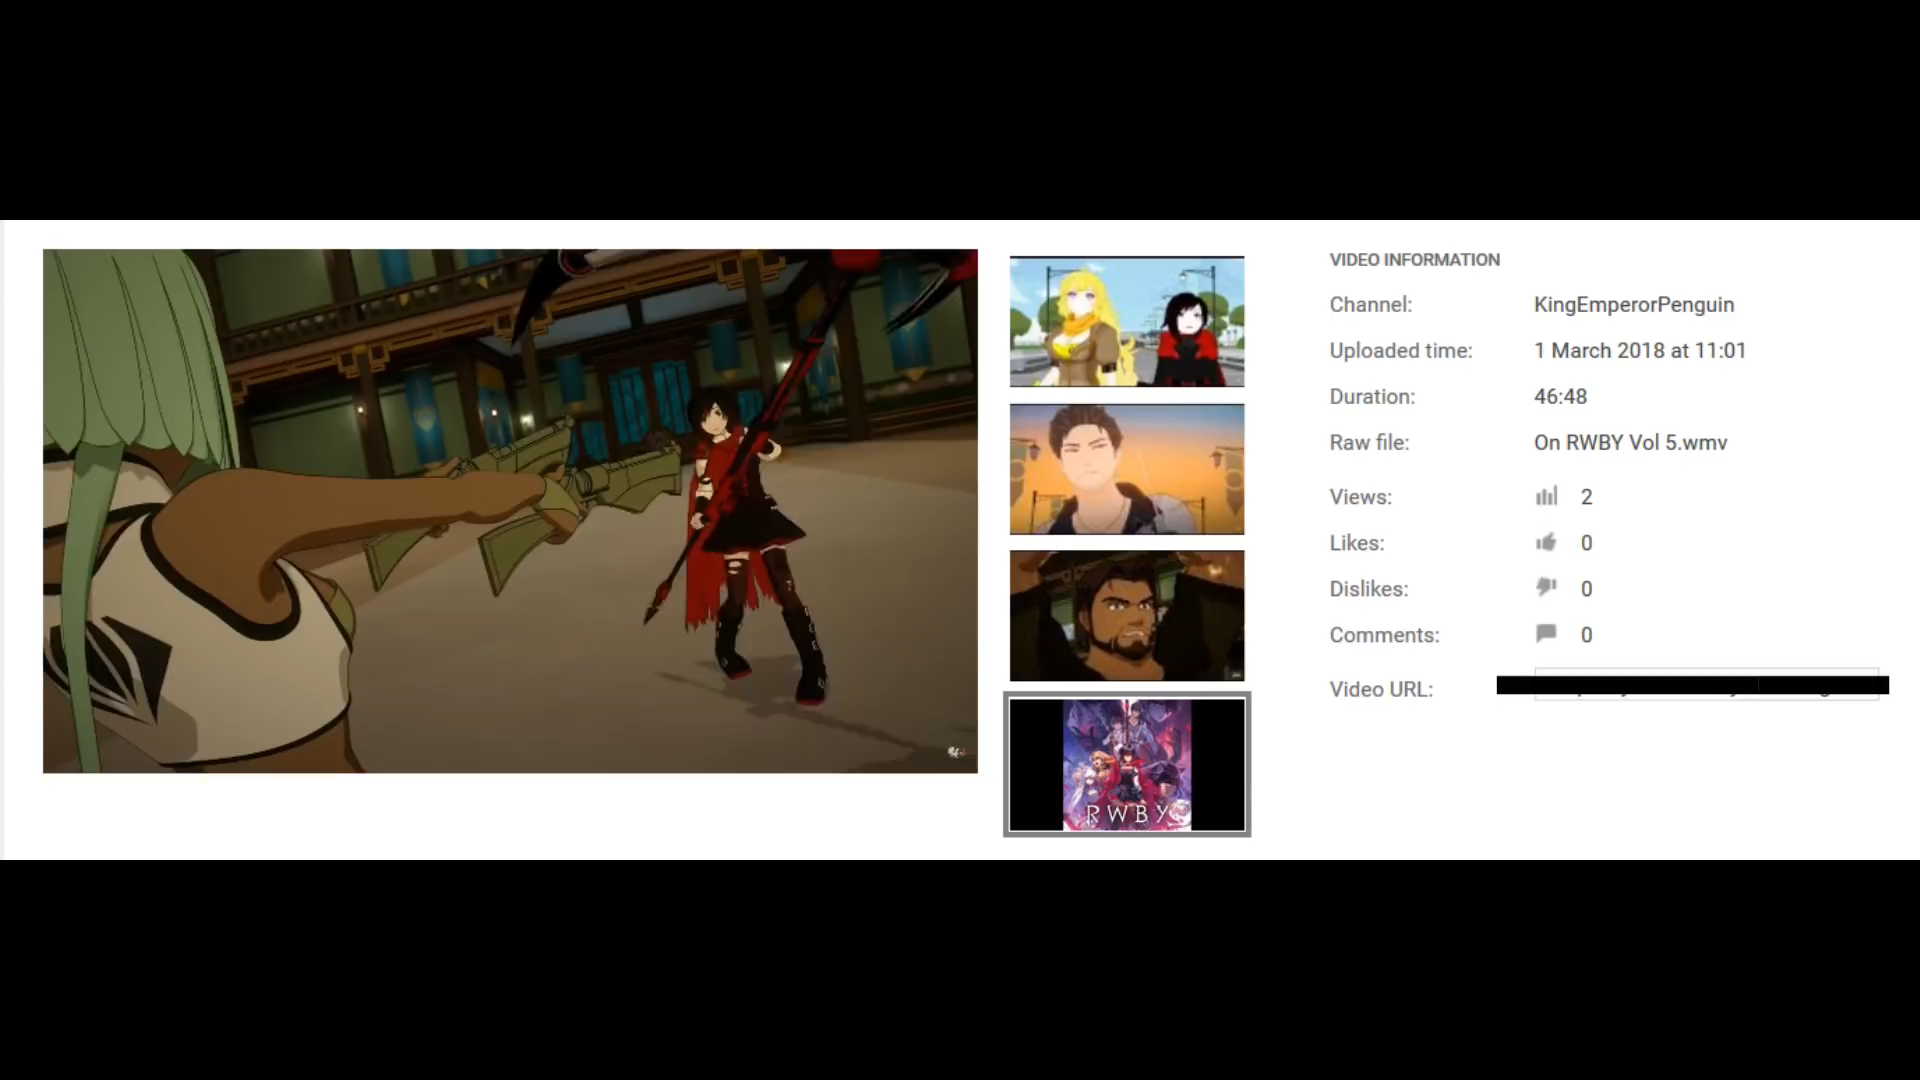 VIDEO INFORMATION
Channel: KingEmperorPenguin
Uploaded time: 1 March 2018 at 11:01
Duration: 46:48
Raw file: On RWBY Vol 5.wmv
Views: 2
Likes: 0
Dislikes: 0
Comments: 0
Video URL:
RWBY